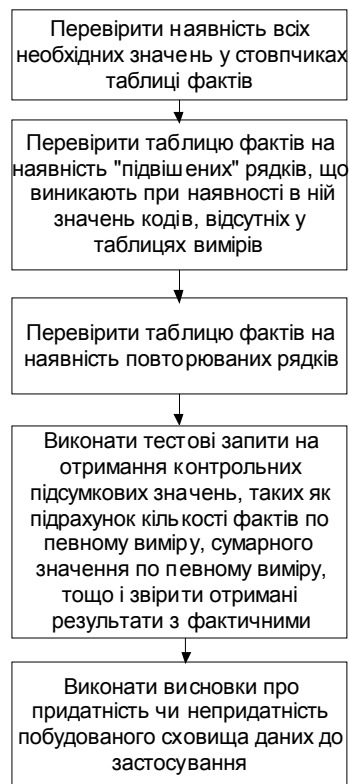 Перевірити наявність всіх
необхідних значень у стовпчиках
таблиці фактів
Перевірити таблицю фактів на
наявність "підвішених" рядків, що
виникають при наявності в ній
значень кодів, відсутніх у
таблицях вимірів
Перевірити таблицю фактів на
наявність повторюваних рядків
Виконати тестові запити на
отримання контрольних
підсумкових значень, таких як
підрахунок кількості фактів по
певному виміру, сумарного
значення по певному виміру,
тощо і звірити отримані
результати з фактичними
Виконати висновки про
придатність чи непридатність
побудованого сховища даних до
застосування